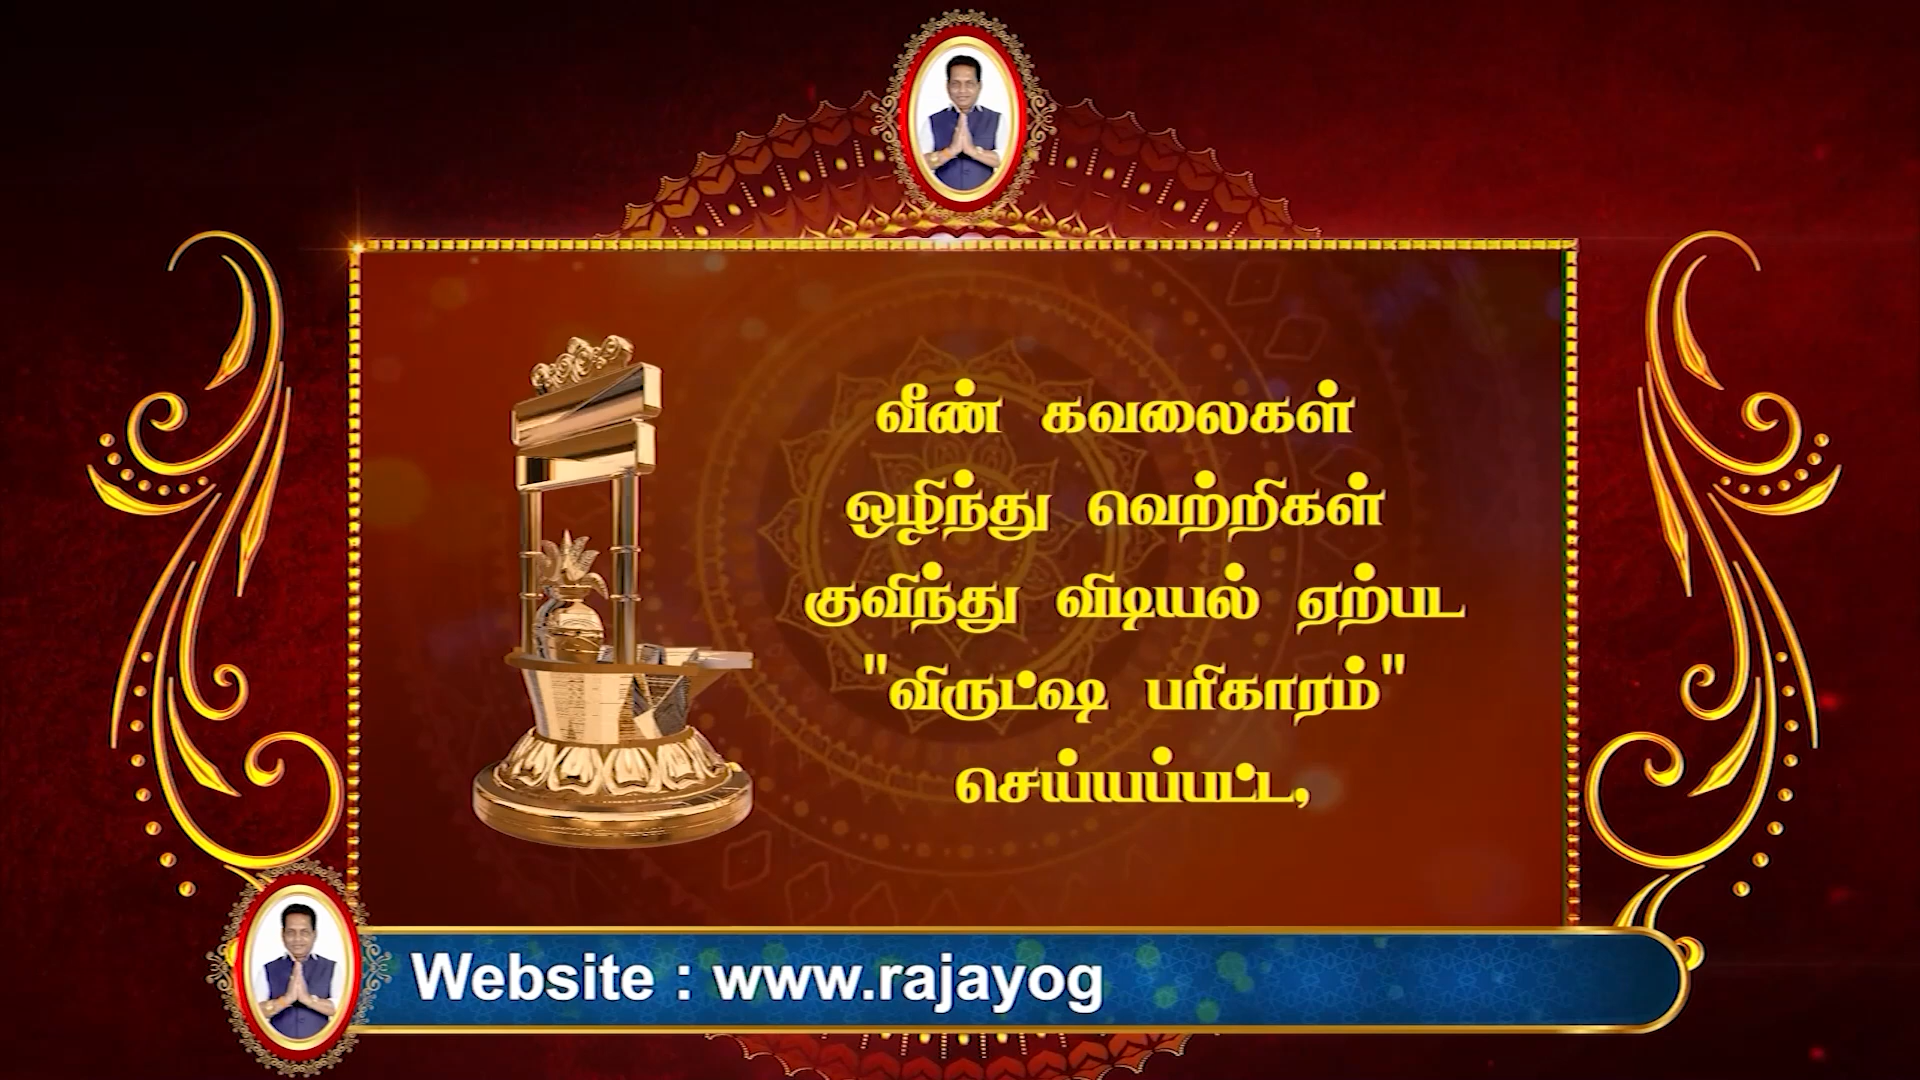 வீண் கவலைகள்
ஒழிந்து வெற்றிகள்
குவிந்து விடியல் ஏற்பட
"விருட்ஷ பரிகாரம்"
செய்யப்பட்ட,
Website : www.rajayog